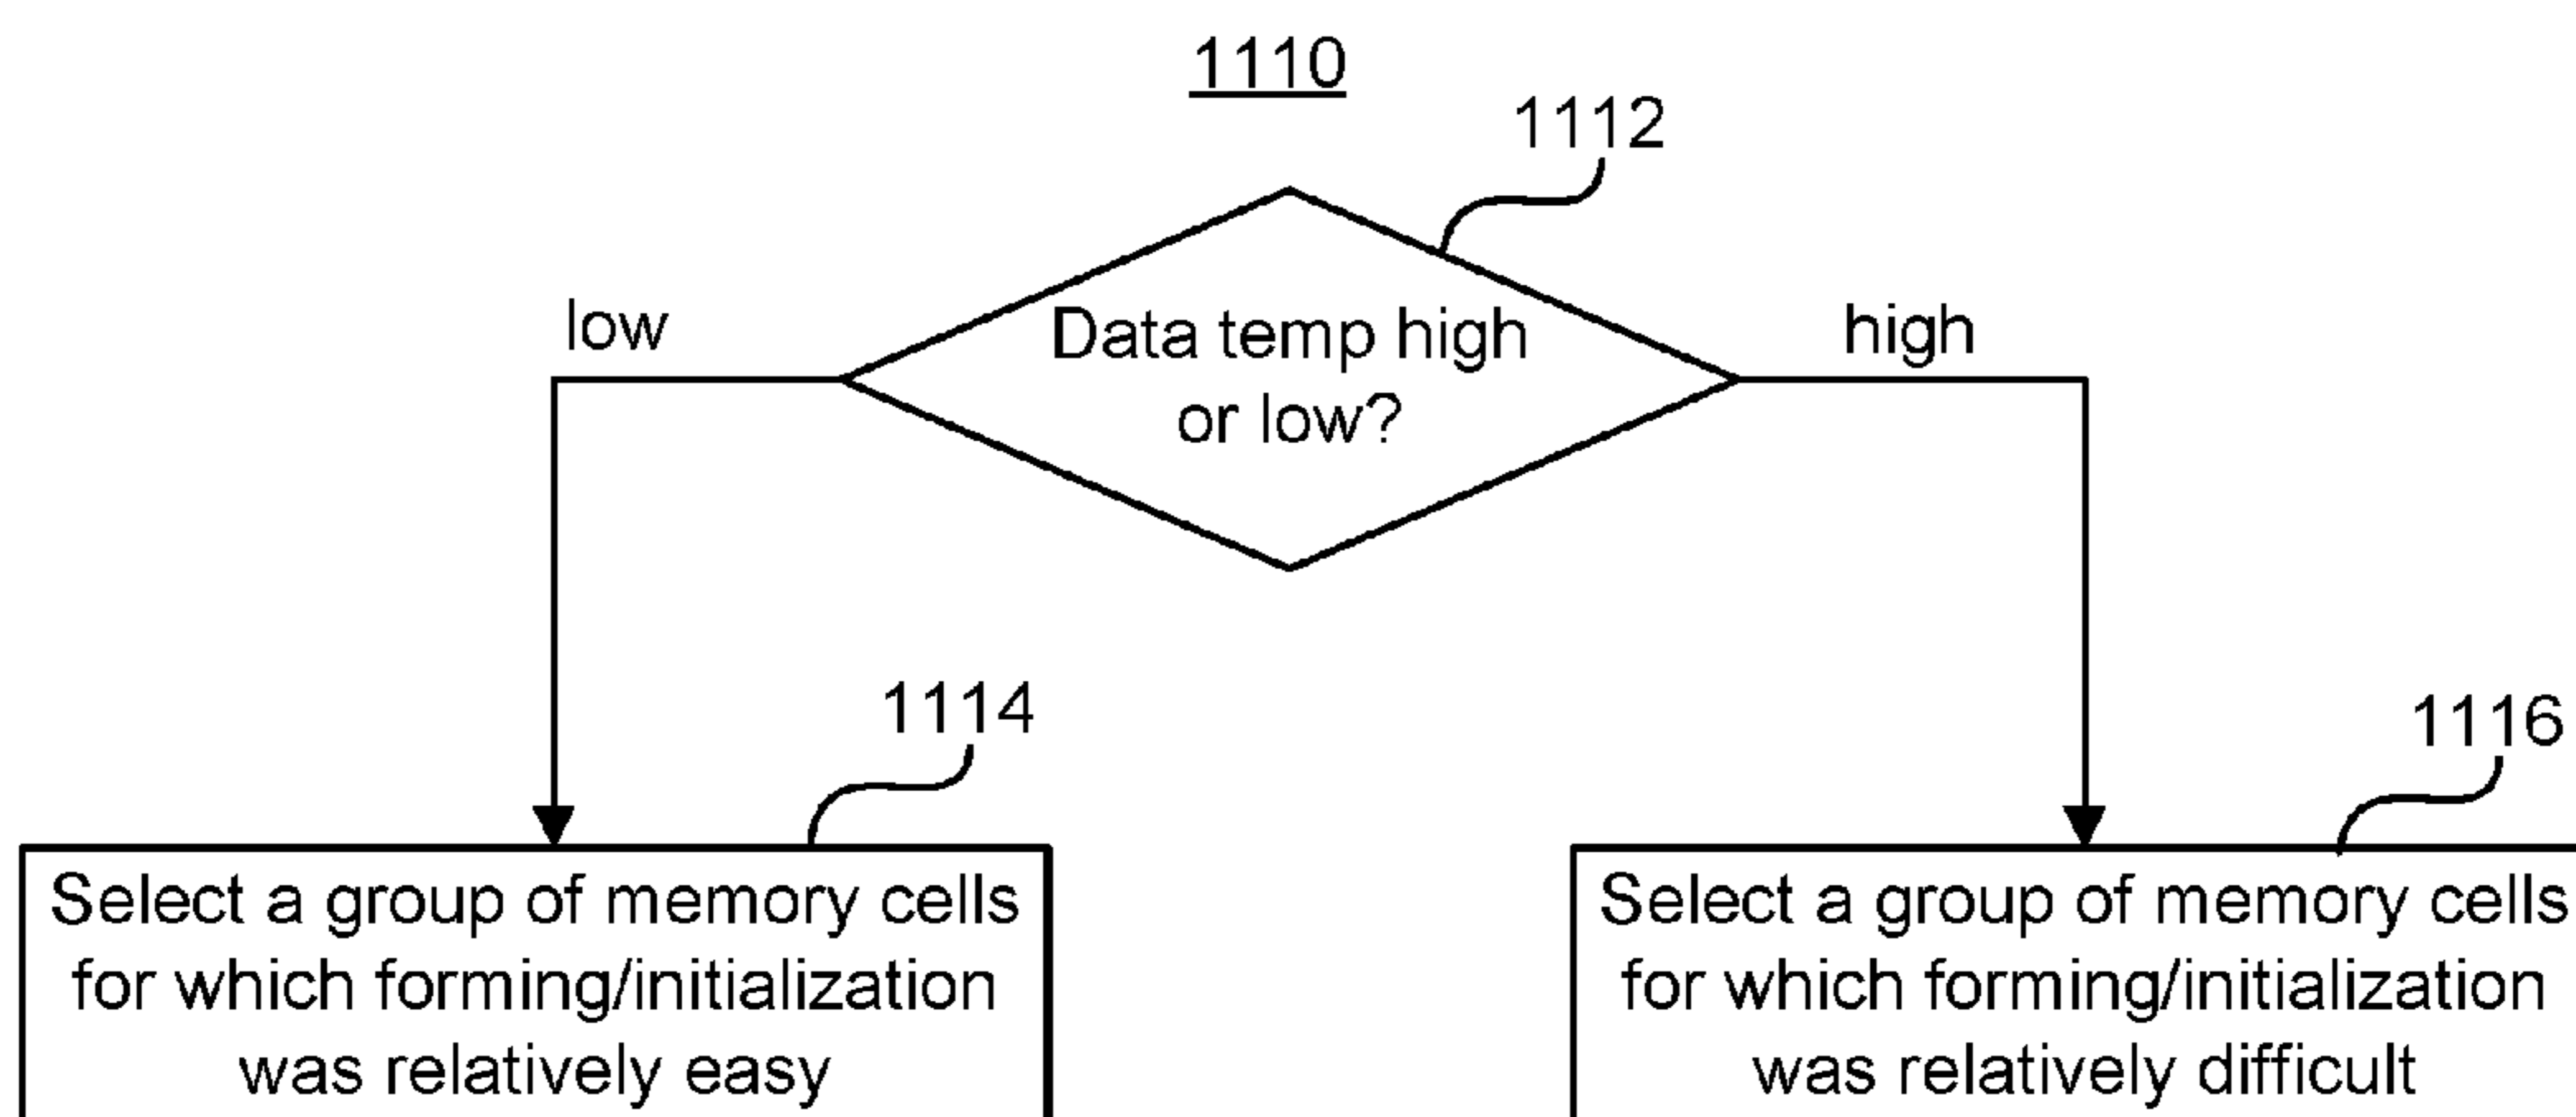 1110
1112
Data temp high
or low?
low
high
1114
1116
Select a group of memory cells
for which forming/initialization
was relatively easy
Select a group of memory cells
for which forming/initialization
was relatively difficult